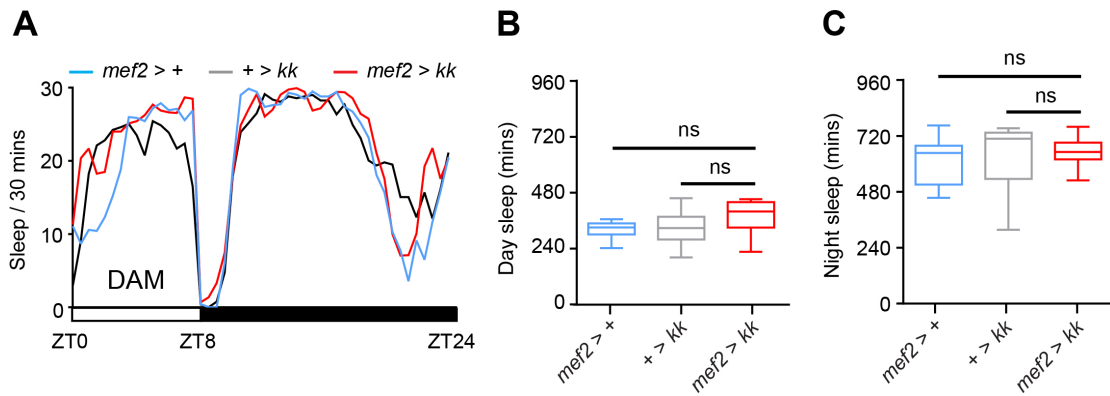 A
mef2 > +
+ > kk
mef2 > kk
Sleep / 30 mins
30
20
10
0
DAM
ZT0
ZT8
ZT24
B
Day sleep (mins)
960
720
480
240
0
ns
ns
mef2 > +
+ > kk
mef2 > kk
C
Night sleep (mins)
960
720
480
240
0
ns
ns
mef2 > +
+ > kk
mef2 > kk